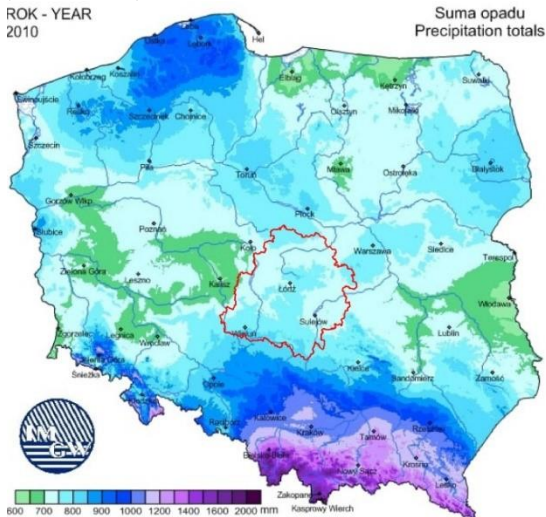 ROK - YEAR
2010
Suma opadu
Precipitation totals
Łeba
Hel
Lębork
Kołobrzeg
Koszalin
Elbląg
Kętrzyn
Suwałki
Świnoujście
Resko
Szczecinek
Chojnice
Olsztyn
Mikołajki
Szczecin
Piła
Toruń
Mława
Ostrołęka
Białystok
Gorzów Wlkp.
Płock
Słubice
Poznań
Koło
Warszawa
Siedlce
Terespol
Zielona Góra
Leszno
Kalisz
Łódź
Włodawa
Sulejów
Zgorzelec
Legnica
Wrocław
Wieluń
Lublin
Jelenia Góra
Śnieżka
Kielce
Sandomierz
Zamość
Kłodzko
Opole
Racibórz
Katowice
Kraków
Tarnów
Rzeszów
Bielsko-Biała
Nowy Sącz
Krosno
Lesko
Zakopane
Kasprowy Wierch
IMGW
600 700 800 900 1000 1200 1400 1600 2000 mm